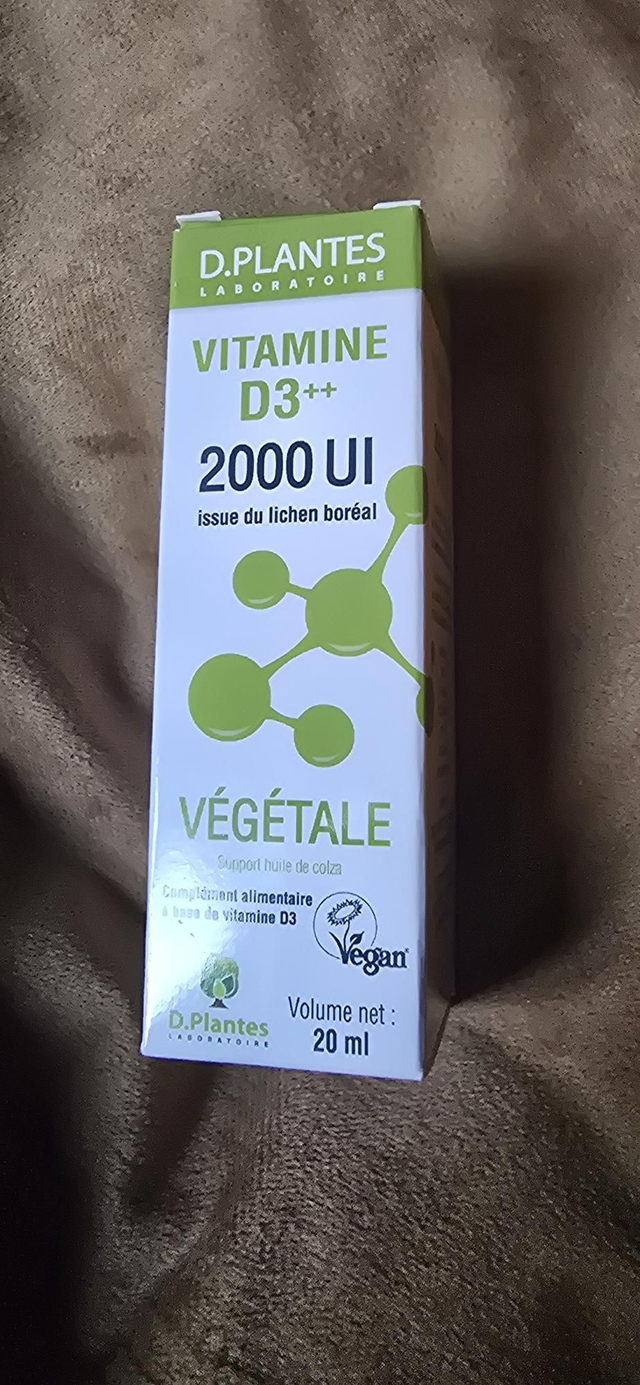 D.PLANTES
LABORATOIRE
VITAMINE
D3++
2000 UI
issue du lichen boréal
VÉGÉTALE
Support huile de colza
Complément alimentaire
à base de vitamine D3
Vegan
D.Plantes
LABORATOIRE
Volume net :
20 ml